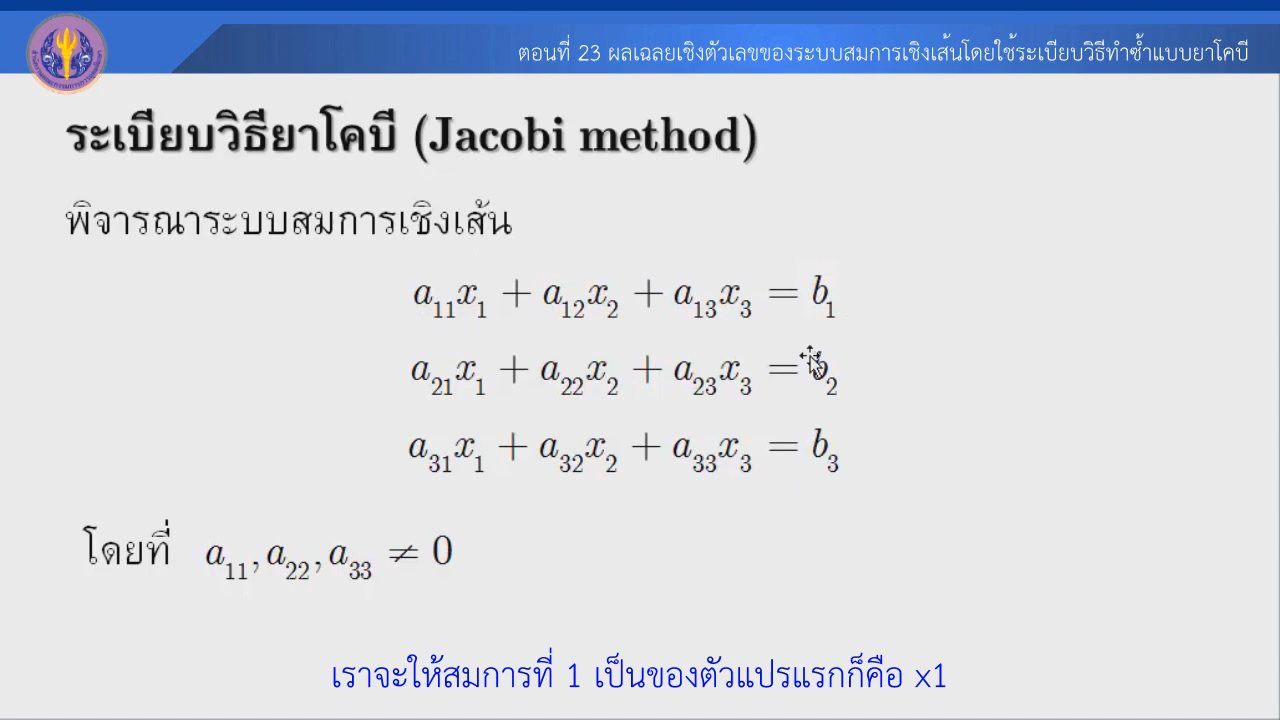 ตอนที่ 23 ผลเฉลยเชิงตัวเลขของระบบสมการเชิงเส้นโดยใช้ระเบียบวิธีทำซ้ำแบบยาโคบี
ระเบียบวิธียาโคบี (Jacobi method)
พิจารณาระบบสมการเชิงเส้น
a₁₁x₁ + a₁₂x₂ + a₁₃x₃ = b₁
a₂₁x₁ + a₂₂x₂ + a₂₃x₃ = b₂
a₃₁x₁ + a₃₂x₂ + a₃₃x₃ = b₃
โดยที่ a₁₁, a₂₂, a₃₃ ≠ 0
เราจะให้สมการที่ 1 เป็นของตัวแปรแรกก็คือ x1